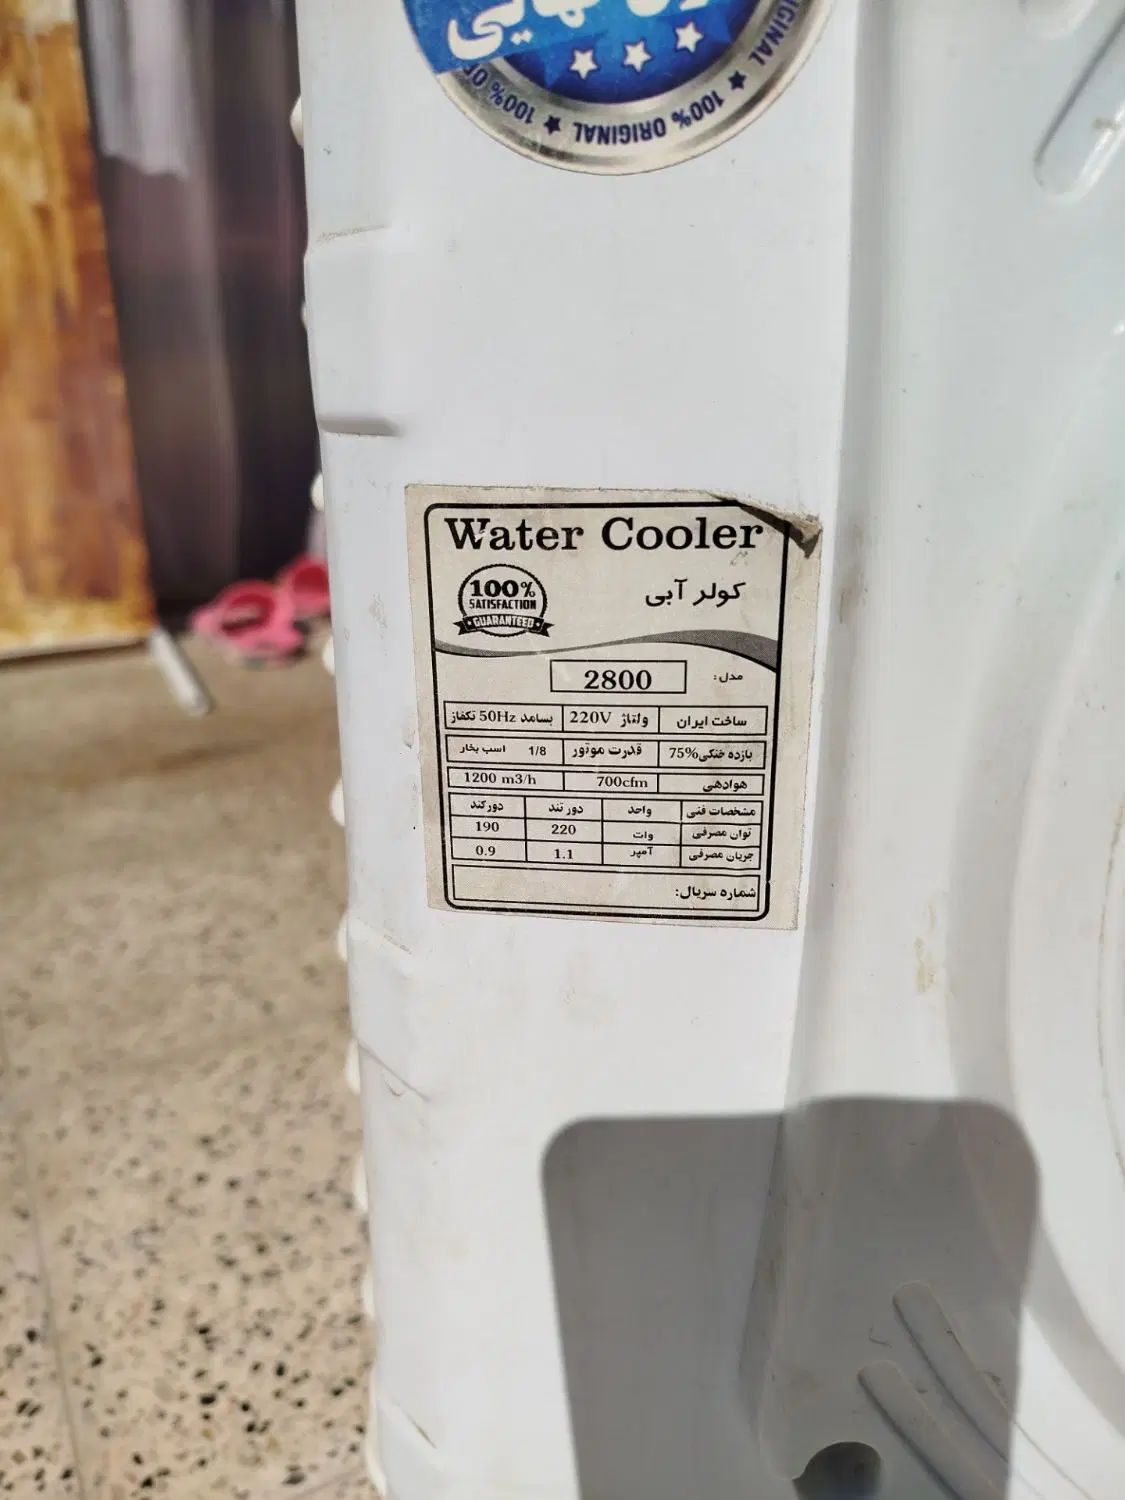 100% ORIGINAL ★ 100% ORIGINAL
Water Cooler
100%
SATISFACTION
GUARANTEED
کولر آبی
مدل: 2800
ساخت ایران ولتاژ 220V بسامد 50Hz تکفاز
بازده خنکی 75% قدرت موتور 1/8 اسب بخار
هوادهی 700cfm 1200 m3/h
مشخصات فنی واحد دور تند دور کند
توان مصرفی وات 220 190
جریان مصرفی آمپر 1.1 0.9
شماره سریال: